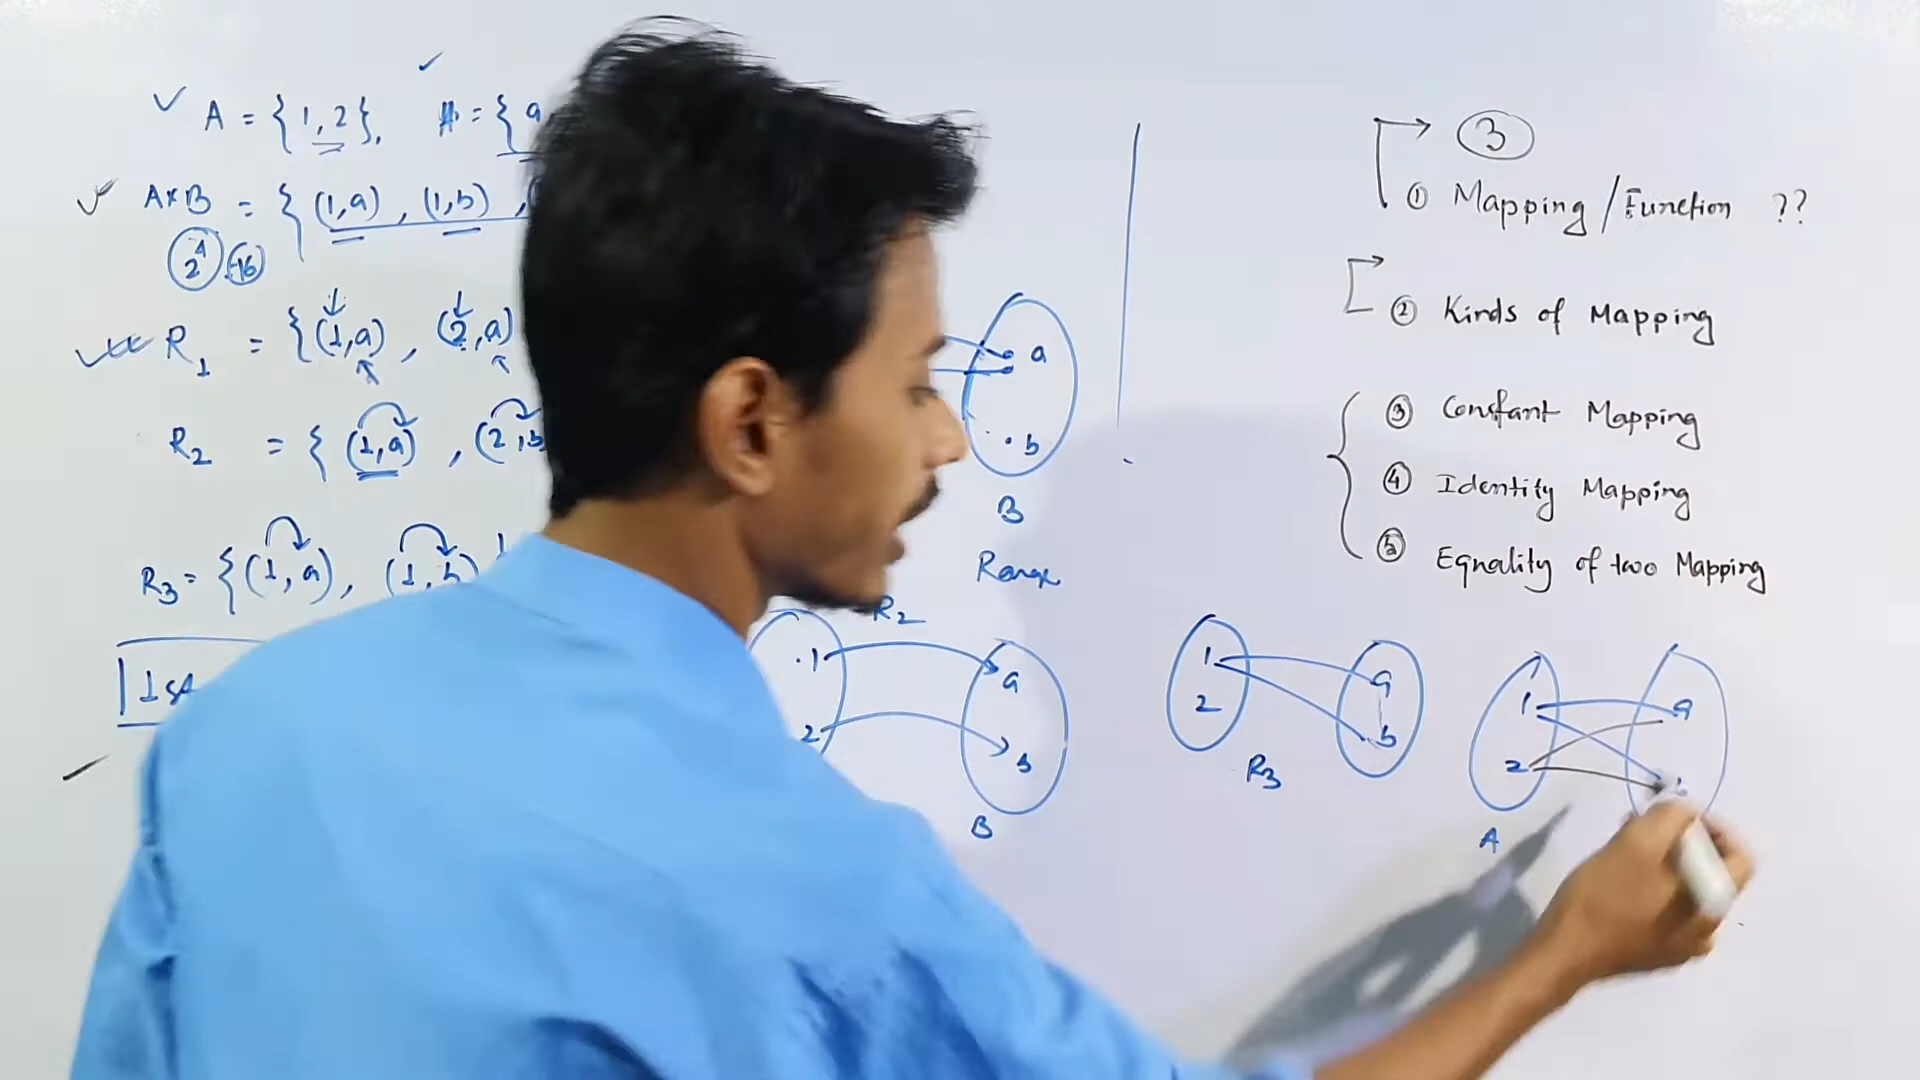 A = {1,2}, B = {a
A×B = {(1,a), (1,b),
2^4 =16
R1 = {(1,a), (2,a)
R2 = {(1,a), (2,b
R3 = {(1,a), (1,b)
a
b
B
Range
R2
1
2
a
b
B
3
① Mapping/Function ??
② Kinds of Mapping
③ Constant Mapping
④ Identity Mapping
⑤ Equality of two Mapping
1
2
a
b
R3
1
2
a
A